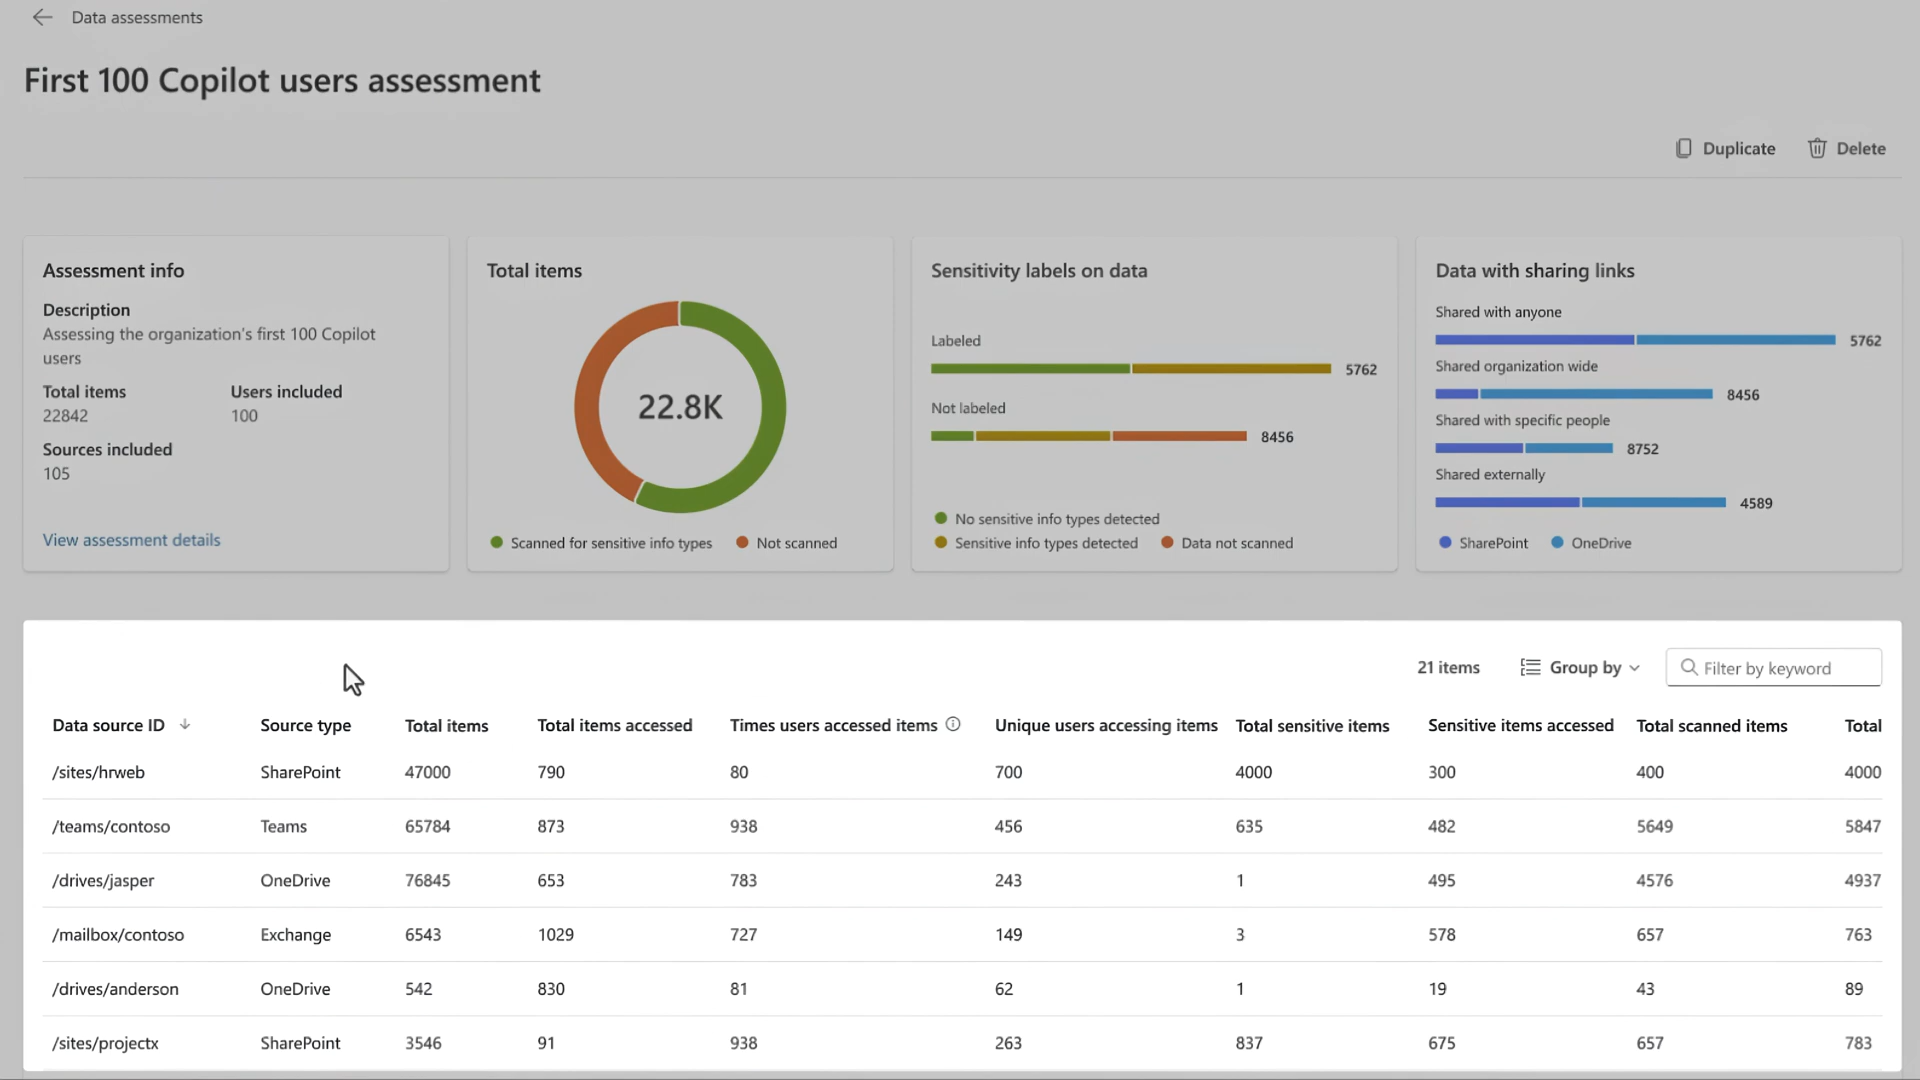 Data assessments
First 100 Copilot users assessment
Duplicate
Delete
Assessment info
Description
Assessing the organization's first 100 Copilot
users
Total items
Users included
22842
100
Sources included
105
View assessment details
Total items
22.8K
Scanned for sensitive info types
Not scanned
Sensitivity labels on data
Labeled
5762
Not labeled
8456
No sensitive info types detected
Sensitive info types detected
Data not scanned
Data with sharing links
Shared with anyone
5762
Shared organization wide
8456
Shared with specific people
8752
Shared externally
4589
SharePoint
OneDrive
21 items
Group by
Filter by keyword
Data source ID Source type Total items Total items accessed Times users accessed items Unique users accessing items Total sensitive items Sensitive items accessed Total scanned items Total
/sites/hrweb SharePoint 47000 790 80 700 4000 300 400 4000
/teams/contoso Teams 65784 873 938 456 635 482 5649 5847
/drives/jasper OneDrive 76845 653 783 243 1 495 4576 4937
/mailbox/contoso Exchange 6543 1029 727 149 3 578 657 763
/drives/anderson OneDrive 542 830 81 62 1 19 43 89
/sites/projectx SharePoint 3546 91 938 263 837 675 657 783